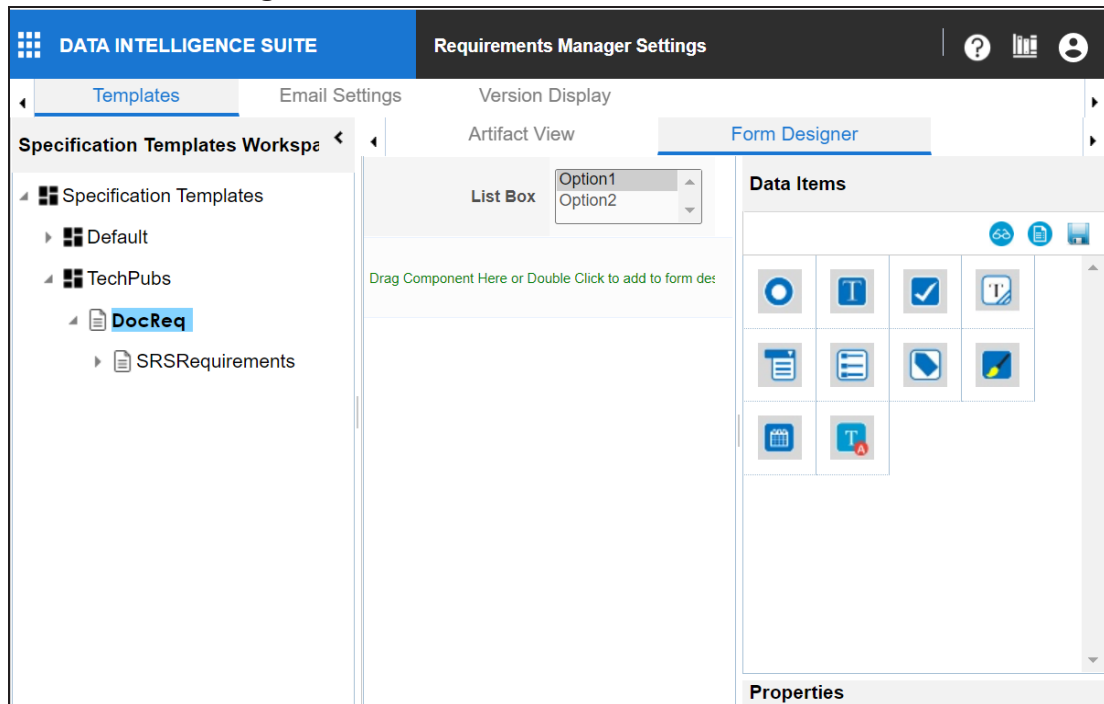 DATA INTELLIGENCE SUITE
Requirements Manager Settings
Templates
Email Settings
Version Display
Specification Templates Workspa
Artifact View
Form Designer
Specification Templates
Default
TechPubs
DocReq
SRSRequirements
List Box
Option1
Option2
Drag Component Here or Double Click to add to form des
Data Items
Properties